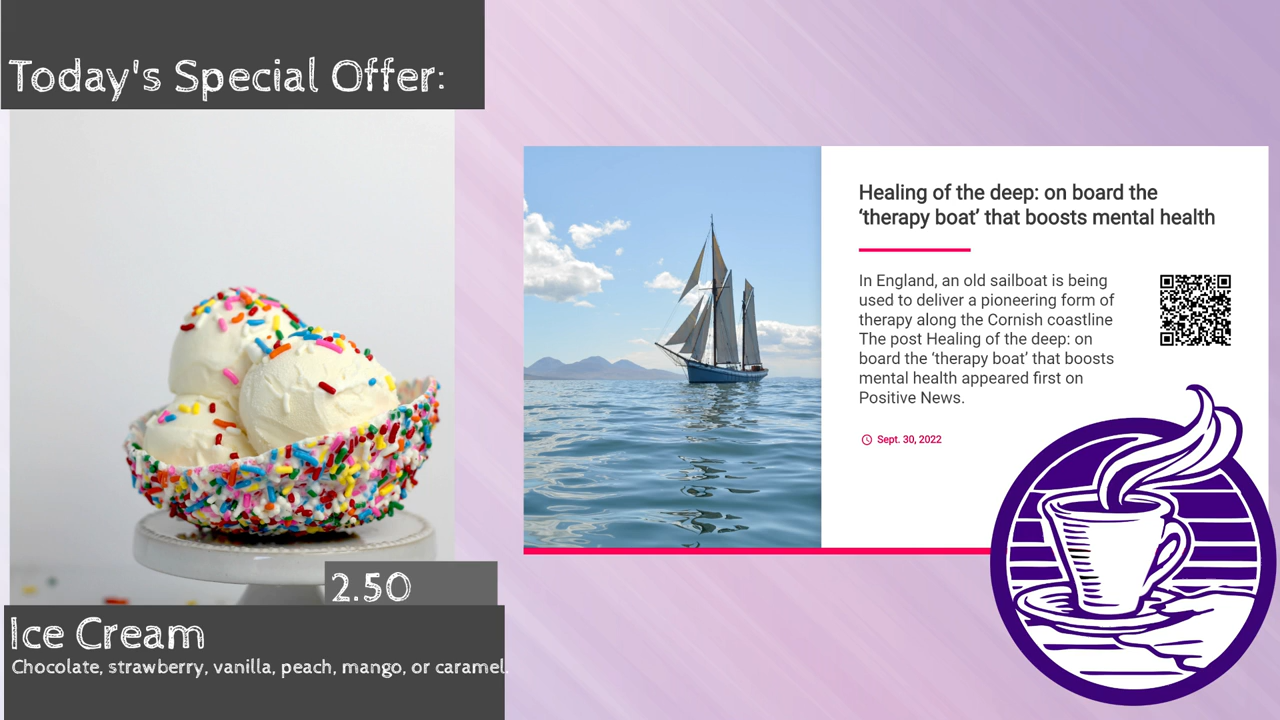 Today's Special Offer:
2.50
Ice Cream
Chocolate, strawberry, vanilla, peach, mango, or caramel.
Healing of the deep: on board the
‘therapy boat’ that boosts mental health
In England, an old sailboat is being
used to deliver a pioneering form of
therapy along the Cornish coastline
The post Healing of the deep: on
board the ‘therapy boat’ that boosts
mental health appeared first on
Positive News.
Sept. 30, 2022